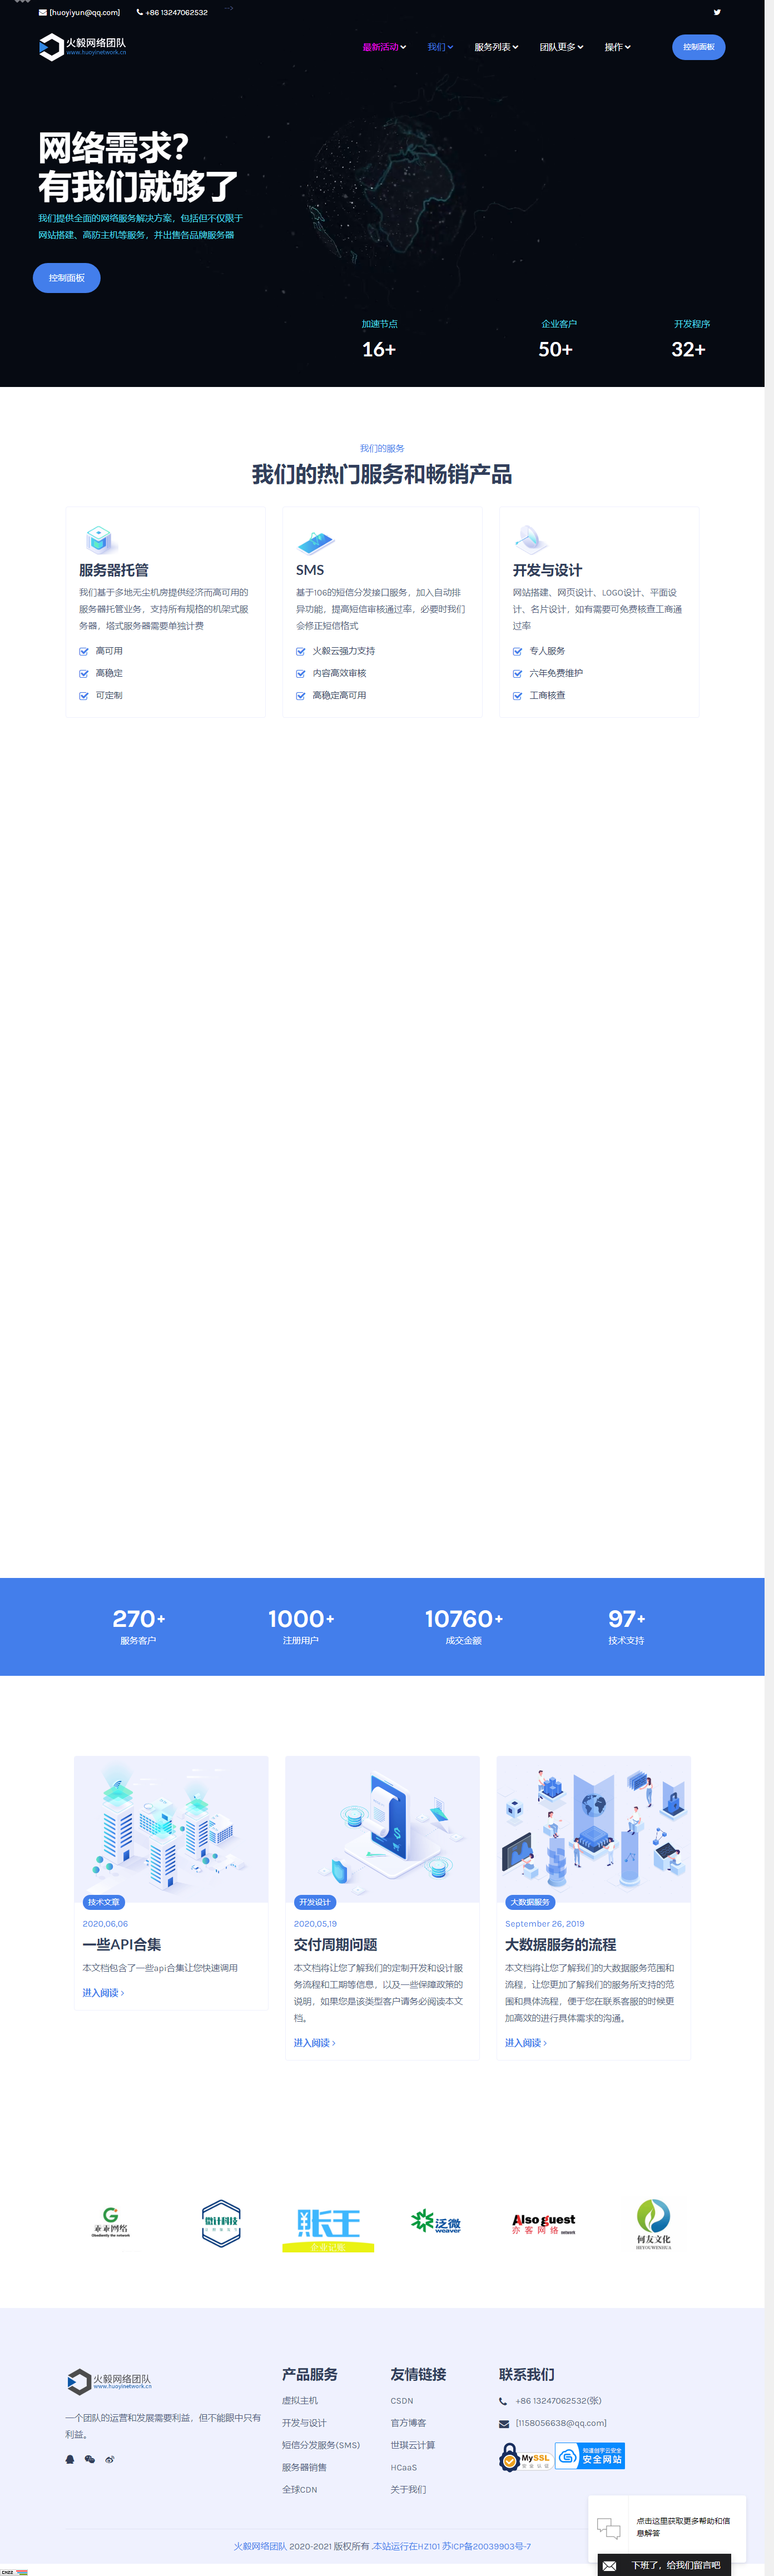 [huoyiyun@qq.com] +86 13247062532 -->
火毅网络团队
www.huoyinetwork.cn
最新活动 我们 服务列表 团队更多 操作 控制面板
网络需求?
有我们就够了
我们提供全面的网络服务解决方案，包括但不仅限于
网站搭建、高防主机等服务，并出售各品牌服务器
控制面板
加速节点 企业客户 开发程序
16+ 50+ 32+
我们的服务
我们的热门服务和畅销产品
服务器托管
我们基于多地无尘机房提供经济而高可用的
服务器托管业务，支持所有规格的机架式服
务器，塔式服务器需要单独计费
高可用
高稳定
可定制
SMS
基于106的短信分发接口服务，加入自动排
异功能，提高短信审核通过率，必要时我们
会修正短信格式
火毅云强力支持
内容高效审核
高稳定高可用
开发与设计
网站搭建、网页设计、LOGO设计、平面设
计、名片设计，如有需要可免费核查工商通
过率
专人服务
六年免费维护
工商核查
270+ 1000+ 10760+ 97+
服务客户 注册用户 成交金额 技术支持
技术文章
2020,06,06
一些API合集
本文档包含了一些api合集让您快速调用
进入阅读 >
开发设计
2020,05,19
交付周期问题
本文档将让您了解我们的定制开发和设计服
务流程和工期等信息，以及一些保障政策的
说明，如果您是该类型客户请务必阅读本文
档。
进入阅读 >
大数据服务
September 26, 2019
大数据服务的流程
本文档将让您了解我们的大数据服务范围和
流程，让您更加了解我们的服务所支持的范
围和具体流程，便于您在联系客服的时候更
加高效的进行具体需求的沟通。
进入阅读 >
乖乖网络
Obediently the network
微计科技
账王
企业记账
泛微
weaver
Also guest
亦客网络 network
何友文化
HEYOUWENHUA
火毅网络团队
www.huoyinetwork.cn
一个团队的运营和发展需要利益，但不能眼中只有
利益。
产品服务
虚拟主机
开发与设计
短信分发服务(SMS)
服务器销售
全球CDN
友情链接
CSDN
官方博客
世琪云计算
HCaaS
关于我们
联系我们
+86 13247062532(张)
[1158056638@qq.com]
MySSL
安全认证
知道创宇云安全
安全网站
点击这里获取更多帮助和信
息解答
火毅网络团队 2020-2021 版权所有 .本站运行在HZ101 苏ICP备20039903号-7
下班了，给我们留言吧
CNZZ